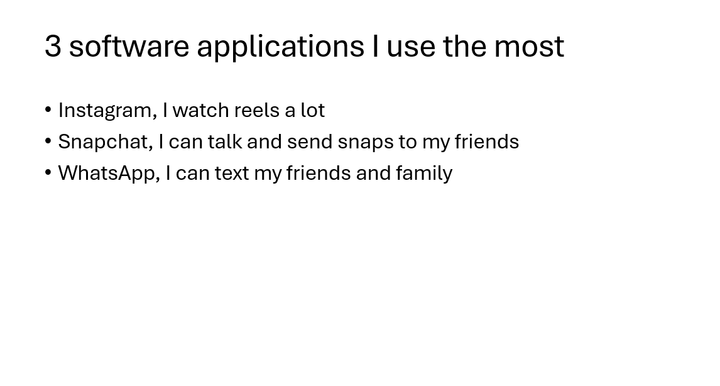 3 software applications I use the most
• Instagram, I watch reels a lot
• Snapchat, I can talk and send snaps to my friends
• WhatsApp, I can text my friends and family